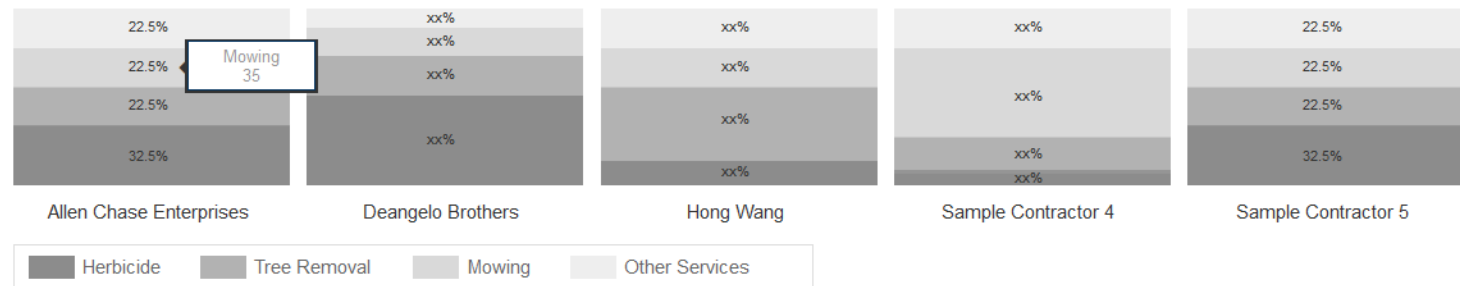 22.5% xx% xx% xx% 22.5%
xx%
Mowing
22.5% xx% xx% 22.5%
35
xx%
xx%
22.5% 22.5%
xx%
xx%
32.5% xx% 32.5%
xx%
xx%
Allen Chase Enterprises Deangelo Brothers Hong Wang Sample Contractor 4 Sample Contractor 5
Herbicide Tree Removal Mowing Other Services